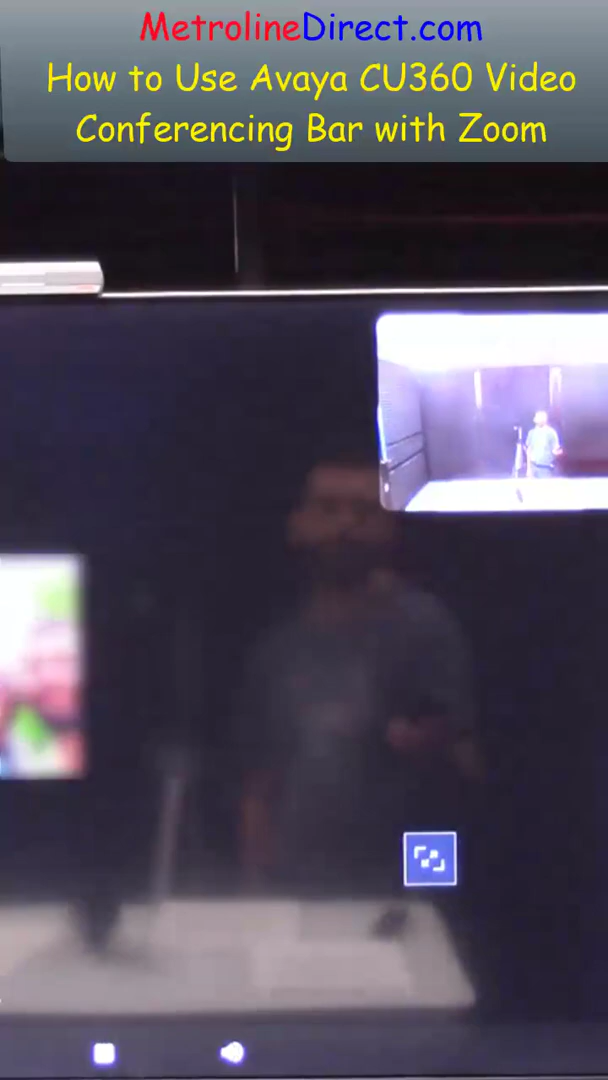 MetrolineDirect.com
How to Use Avaya CU360 Video
Conferencing Bar with Zoom